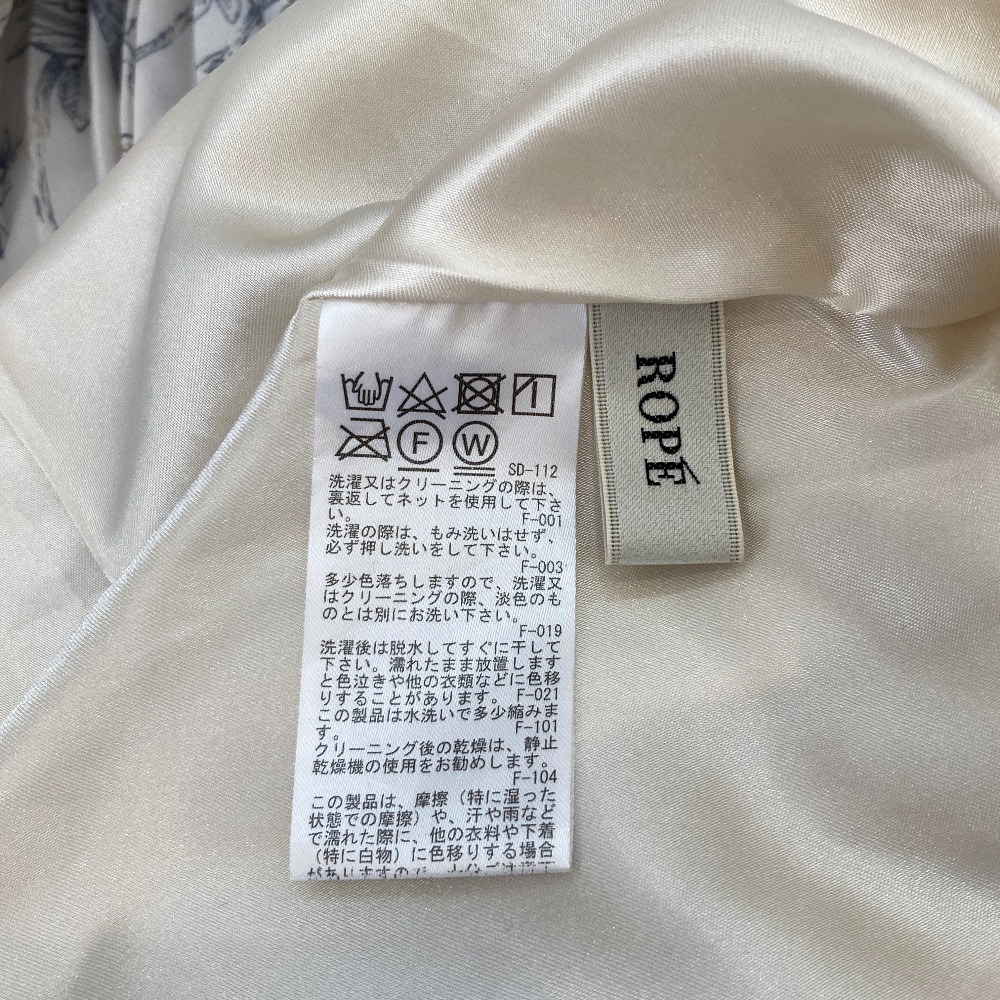 F
W
SD-112
洗濯又はクリーニングの際は、
裏返してネットを使用して下さ
い。
F-001
洗濯の際は、もみ洗いはせず、
必ず押し洗いをして下さい。
F-003
多少色落ちしますので、洗濯又
はクリーニングの際、淡色のも
のとは別にお洗い下さい。
F-019
洗濯後は脱水してすぐに干して
下さい。濡れたまま放置します
と色泣きや他の衣類などに色移
りすることがあります。 F-021
この製品は水洗いで多少縮みま
す。 F-101
クリーニング後の乾燥は、静止
乾燥機の使用をお勧めします。
F-104
この製品は、摩擦（特に湿った
状態での摩擦）や、汗や雨など
で濡れた際に、他の衣料や下着
（特に白物）に色移りする場合
がありますので、
ROPÉ